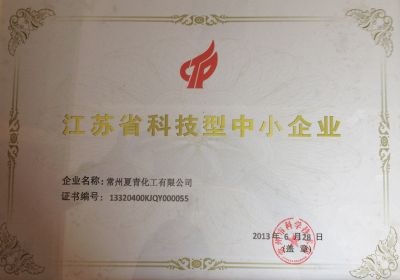 江苏省科技型中小企业
企业名称：常州夏青化工有限公司
证书编号：13320400KJQY000055
2013年 6 月28 日
（盖 章）